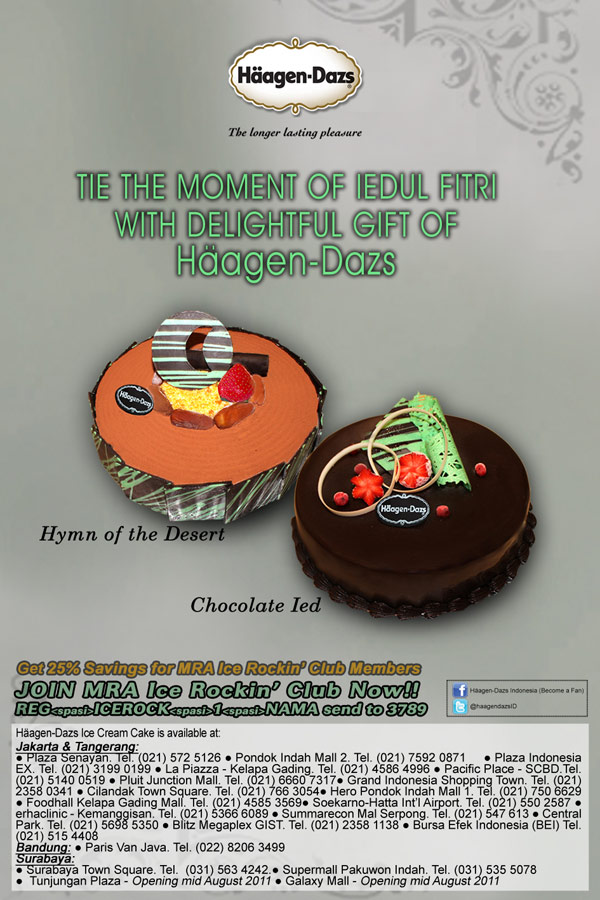 Häagen-Dazs
The longer lasting pleasure
TIE THE MOMENT OF IEDUL FITRI
WITH DELIGHTFUL GIFT OF
Häagen-Dazs
Häagen-Dazs
Häagen-Dazs
Hymn of the Desert
Chocolate Ied
Get 25% Savings for MRA Ice Rockin' Club Members
JOIN MRA Ice Rockin' Club Now!!
REG<spasi>ICEROCK<spasi>1<spasi>NAMA send to 3789
Häagen-Dazs Indonesia (Become a Fan)
@haagendazsID
Häagen-Dazs Ice Cream Cake is available at:
Jakarta & Tangerang:
● Plaza Senayan. Tel. (021) 572 5126 ● Pondok Indah Mall 2. Tel. (021) 7592 0871 ● Plaza Indonesia
EX. Tel. (021) 3199 0199 ● La Piazza - Kelapa Gading. Tel. (021) 4586 4996 ● Pacific Place - SCBD.Tel.
(021) 5140 0519 ● Pluit Junction Mall. Tel. (021) 6660 7317● Grand Indonesia Shopping Town. Tel. (021)
2358 0341 ● Cilandak Town Square. Tel. (021) 766 3054● Hero Pondok Indah Mall 1. Tel. (021) 750 6629
● Foodhall Kelapa Gading Mall. Tel. (021) 4585 3569● Soekarno-Hatta Int'l Airport. Tel. (021) 550 2587 ●
erhaclinic - Kemanggisan. Tel. (021) 5366 6089 ● Summarecon Mal Serpong. Tel. (021) 547 613 ● Central
Park. Tel. (021) 5698 5350 ● Blitz Megaplex GIST. Tel. (021) 2358 1138 ● Bursa Efek Indonesia (BEI) Tel.
(021) 515 4408
Bandung: ● Paris Van Java. Tel. (022) 8206 3499
Surabaya:
● Surabaya Town Square. Tel. (031) 563 4242.● Supermall Pakuwon Indah. Tel. (031) 535 5078
● Tunjungan Plaza - Opening mid August 2011 ● Galaxy Mall - Opening mid August 2011